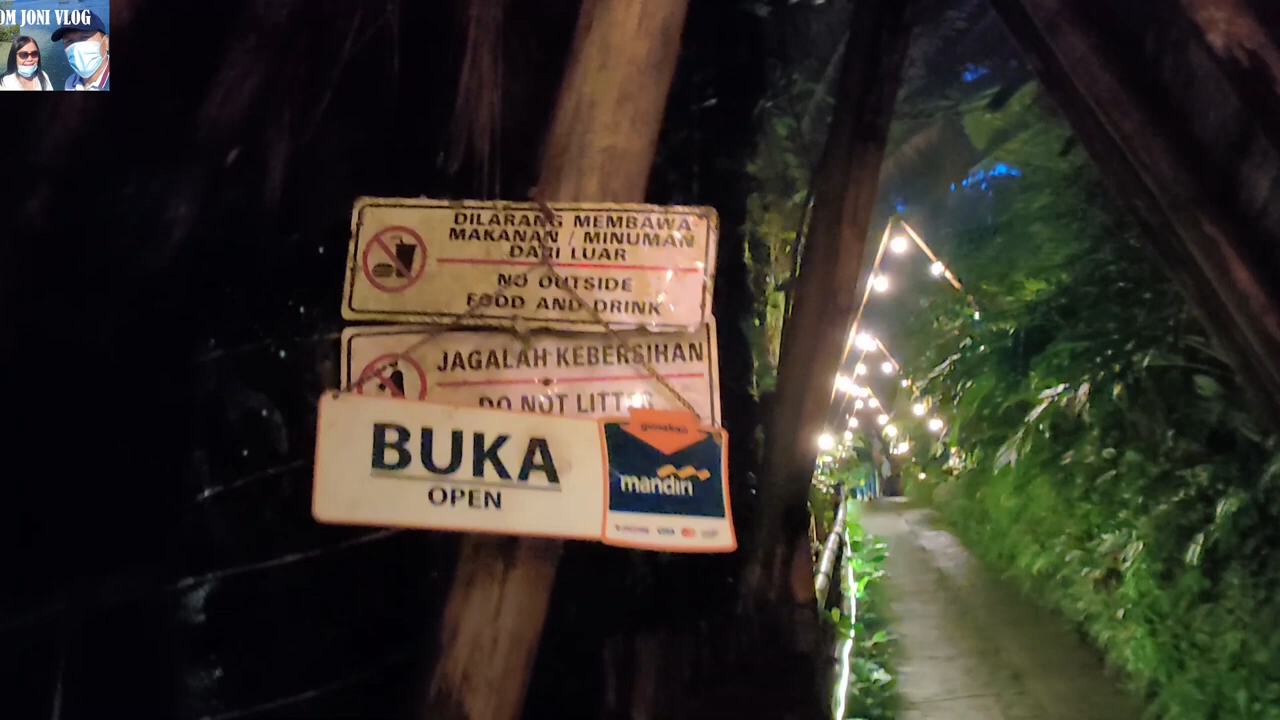 OM JONI VLOG
DILARANG MEMBAWA
MAKANAN / MINUMAN
DARI LUAR
NO OUTSIDE
FOOD AND DRINK
JAGALAH KEBERSIHAN
DO NOT LITTER
BUKA
OPEN
gunakan
mandiri